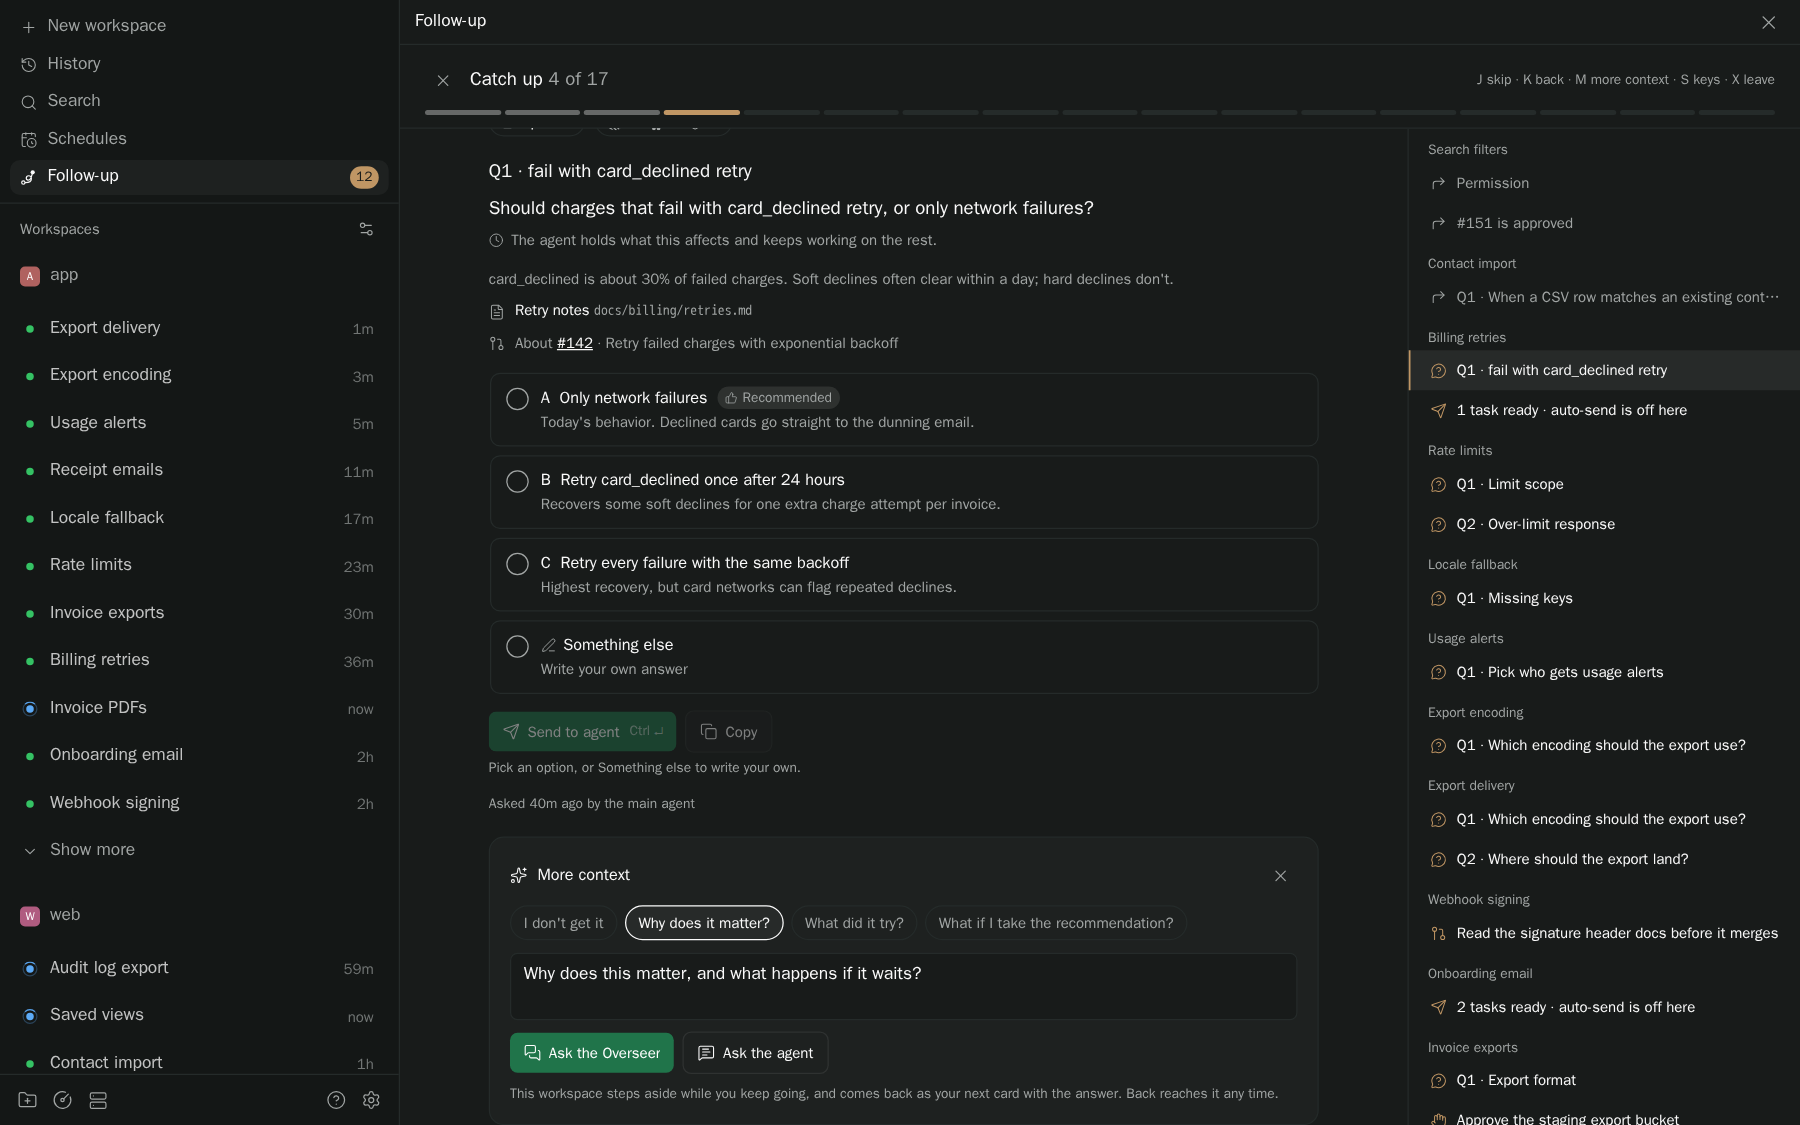 New workspace
History
Search
Schedules
Follow-up 12
Workspaces
A app
Export delivery 1m
Export encoding 3m
Usage alerts 5m
Receipt emails 11m
Locale fallback 17m
Rate limits 23m
Invoice exports 30m
Billing retries 36m
Invoice PDFs now
Onboarding email 2h
Webhook signing 2h
Show more
W web
Audit log export 59m
Saved views now
Contact import 1h
Follow-up
Catch up 4 of 17
J skip · K back · M more context · S keys · X leave
Q1 · fail with card_declined retry
Should charges that fail with card_declined retry, or only network failures?
The agent holds what this affects and keeps working on the rest.
card_declined is about 30% of failed charges. Soft declines often clear within a day; hard declines don't.
Retry notes docs/billing/retries.md
About #142 · Retry failed charges with exponential backoff
A Only network failures Recommended
Today's behavior. Declined cards go straight to the dunning email.
B Retry card_declined once after 24 hours
Recovers some soft declines for one extra charge attempt per invoice.
C Retry every failure with the same backoff
Highest recovery, but card networks can flag repeated declines.
Something else
Write your own answer
Send to agent Ctrl ↵
Copy
Pick an option, or Something else to write your own.
Asked 40m ago by the main agent
More context
I don't get it
Why does it matter?
What did it try?
What if I take the recommendation?
Why does this matter, and what happens if it waits?
Ask the Overseer
Ask the agent
This workspace steps aside while you keep going, and comes back as your next card with the answer. Back reaches it any time.
Search filters
Permission
#151 is approved
Contact import
Q1 · When a CSV row matches an existing cont···
Billing retries
Q1 · fail with card_declined retry
1 task ready · auto-send is off here
Rate limits
Q1 · Limit scope
Q2 · Over-limit response
Locale fallback
Q1 · Missing keys
Usage alerts
Q1 · Pick who gets usage alerts
Export encoding
Q1 · Which encoding should the export use?
Export delivery
Q1 · Which encoding should the export use?
Q2 · Where should the export land?
Webhook signing
Read the signature header docs before it merges
Onboarding email
2 tasks ready · auto-send is off here
Invoice exports
Q1 · Export format
Approve the staging export bucket